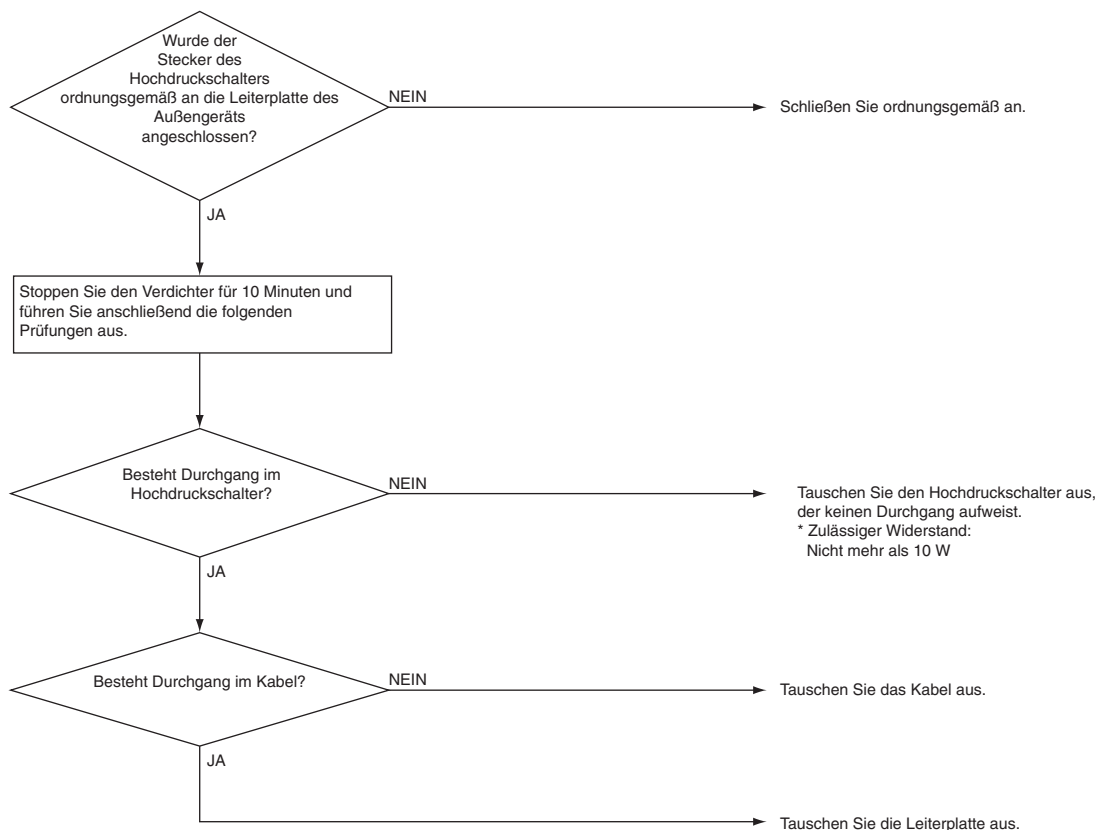 Wurde der
Stecker des
Hochdruckschalters
ordnungsgemäß an die Leiterplatte des
Außengeräts
angeschlossen?
NEIN
Schließen Sie ordnungsgemäß an.
JA
Stoppen Sie den Verdichter für 10 Minuten und
führen Sie anschließend die folgenden
Prüfungen aus.
Besteht Durchgang im
Hochdruckschalter?
NEIN
Tauschen Sie den Hochdruckschalter aus,
der keinen Durchgang aufweist.
* Zulässiger Widerstand:
Nicht mehr als 10 W
JA
Besteht Durchgang im Kabel?
NEIN
Tauschen Sie das Kabel aus.
JA
Tauschen Sie die Leiterplatte aus.